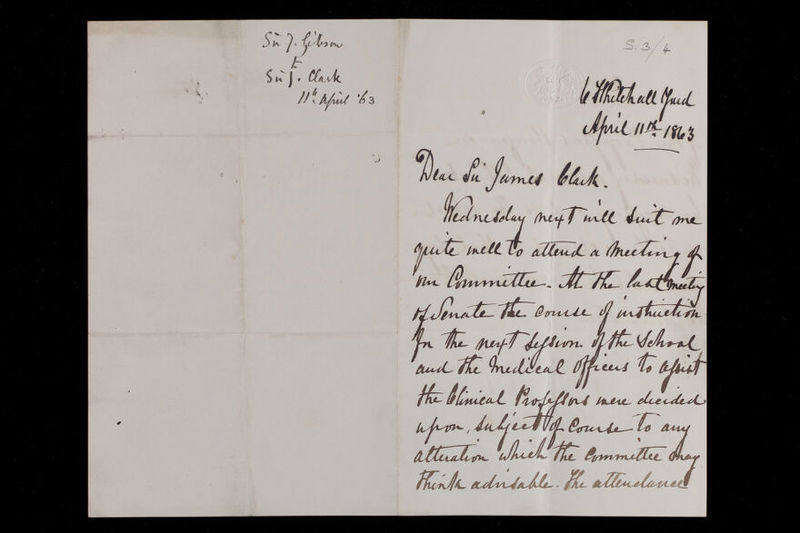 Sir J. Gibson
to
Sir J. Clark
11th April '63
S. 3/4
6 Whitehall Yard
April 11th 1863
Dear Sir James Clark.
Wednesday next will suit me
quite well to attend a Meeting of
our Committee. At the last meeting
of Senate the course of instruction
for the next Session of the School
and the Medical Officers to assist
the Clinical Professors were decided
upon, subject of course to any
alteration which the Committee may
think advisable. The attendance